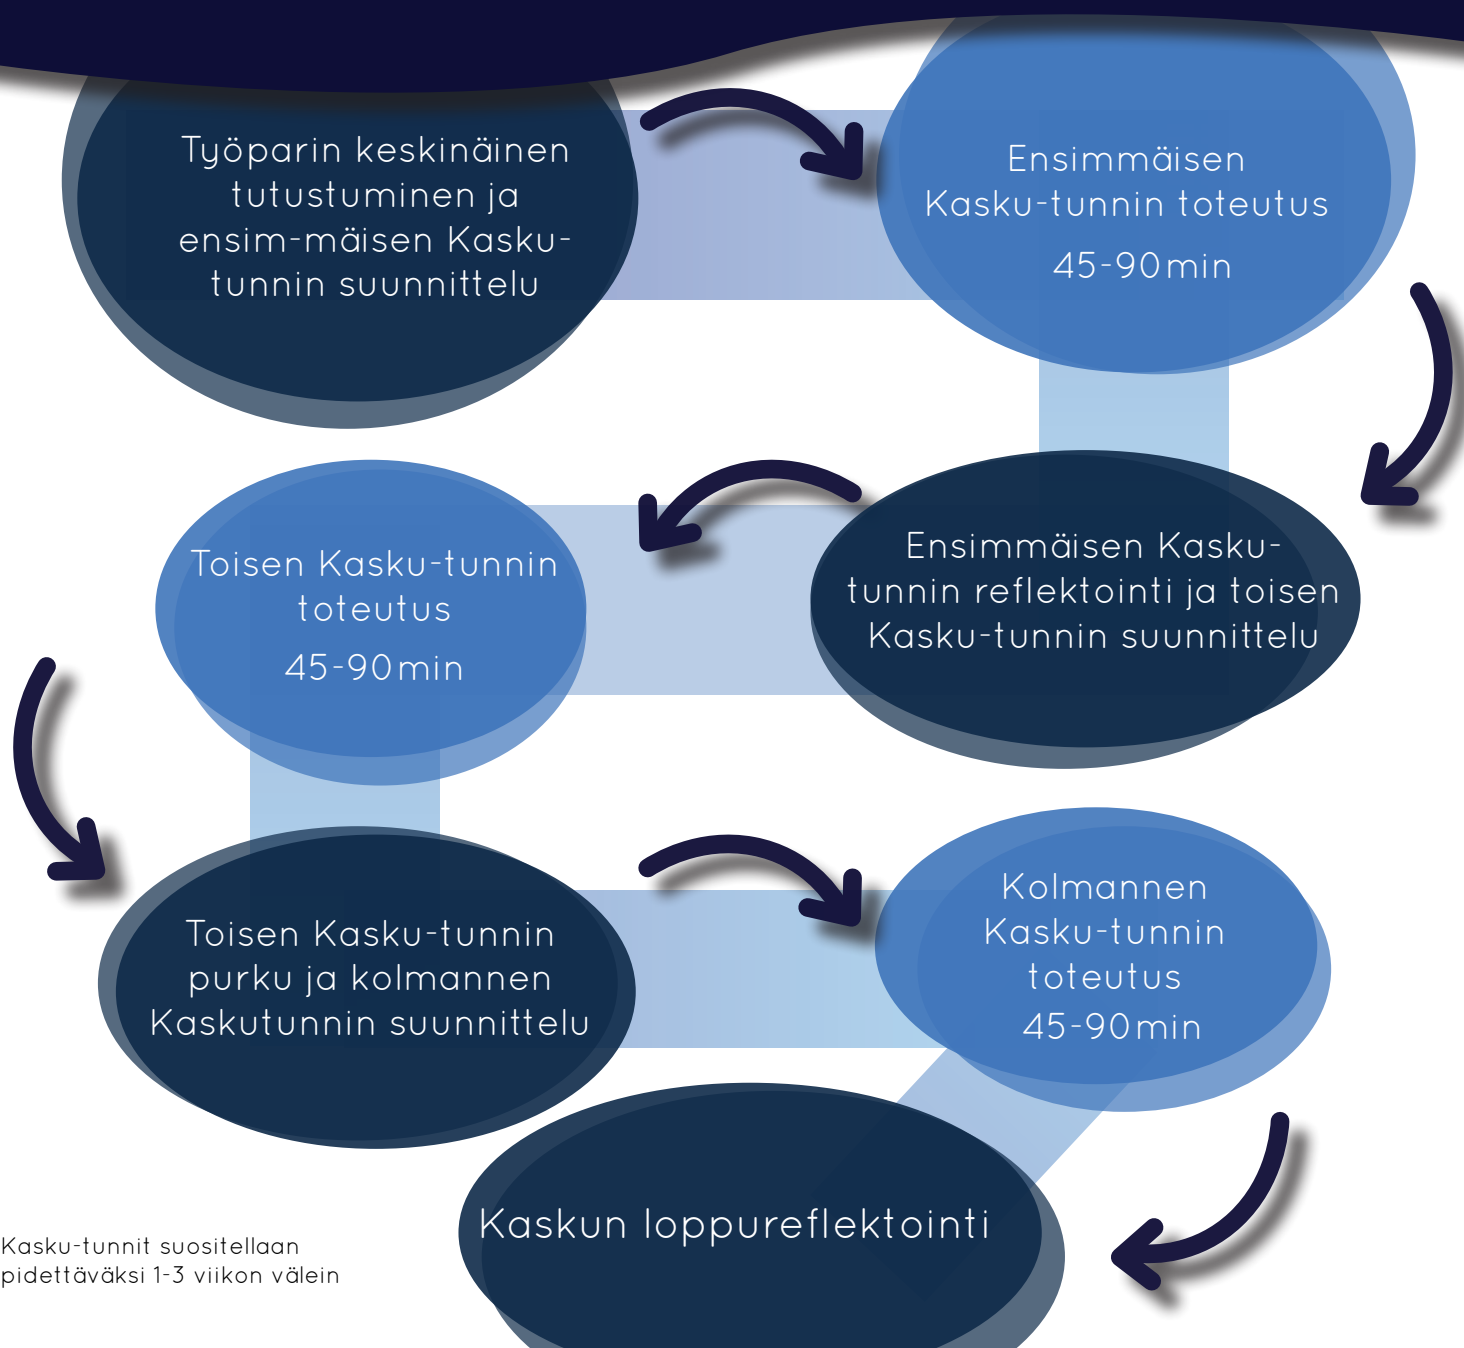 Työparin keskinäinen
tutustuminen ja
ensim-mäisen Kasku-
tunnin suunnittelu
Ensimmäisen
Kasku-tunnin toteutus
45-90min
Ensimmäisen Kasku-
tunnin reflektointi ja toisen
Kasku-tunnin suunnittelu
Toisen Kasku-tunnin
toteutus
45-90min
Toisen Kasku-tunnin
purku ja kolmannen
Kaskutunnin suunnittelu
Kolmannen
Kasku-tunnin
toteutus
45-90min
Kaskun loppureflektointi
Kasku-tunnit suositellaan
pidettäväksi 1-3 viikon välein